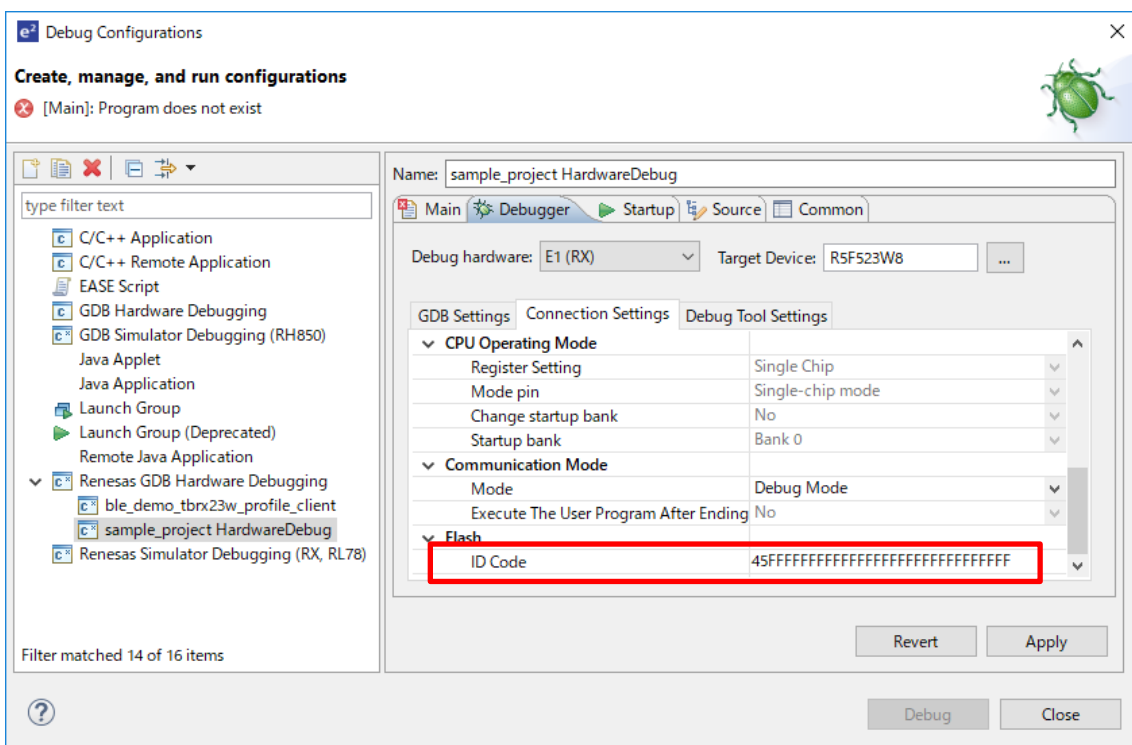 e² Debug Configurations
Create, manage, and run configurations
[Main]: Program does not exist
type filter text
C/C++ Application
C/C++ Remote Application
EASE Script
GDB Hardware Debugging
GDB Simulator Debugging (RH850)
Java Applet
Java Application
Launch Group
Launch Group (Deprecated)
Remote Java Application
Renesas GDB Hardware Debugging
ble_demo_tbrx23w_profile_client
sample_project HardwareDebug
Renesas Simulator Debugging (RX, RL78)
Filter matched 14 of 16 items
Name: sample_project HardwareDebug
Main Debugger Startup Source Common
Debug hardware: E1 (RX) Target Device: R5F523W8 ...
GDB Settings Connection Settings Debug Tool Settings
CPU Operating Mode
Register Setting Single Chip
Mode pin Single-chip mode
Change startup bank No
Startup bank Bank 0
Communication Mode
Mode Debug Mode
Execute The User Program After Ending No
Flash
ID Code 45FFFFFFFFFFFFFFFFFFFFFFFFFFFFFF
Revert Apply
? Debug Close